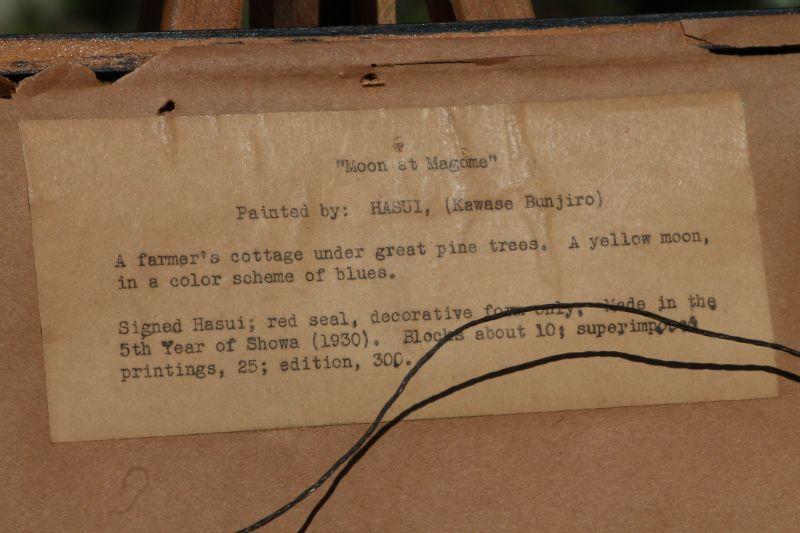 "Moon at Magome"
Painted by: HASUI, (Kawase Bunjiro)
A farmer's cottage under great pine trees. A yellow moon,
in a color scheme of blues.
Signed Hasui; red seal, decorative form only. Made in the
5th Year of Showa (1930). Blocks about 10; superimposed
printings, 25; edition, 300.